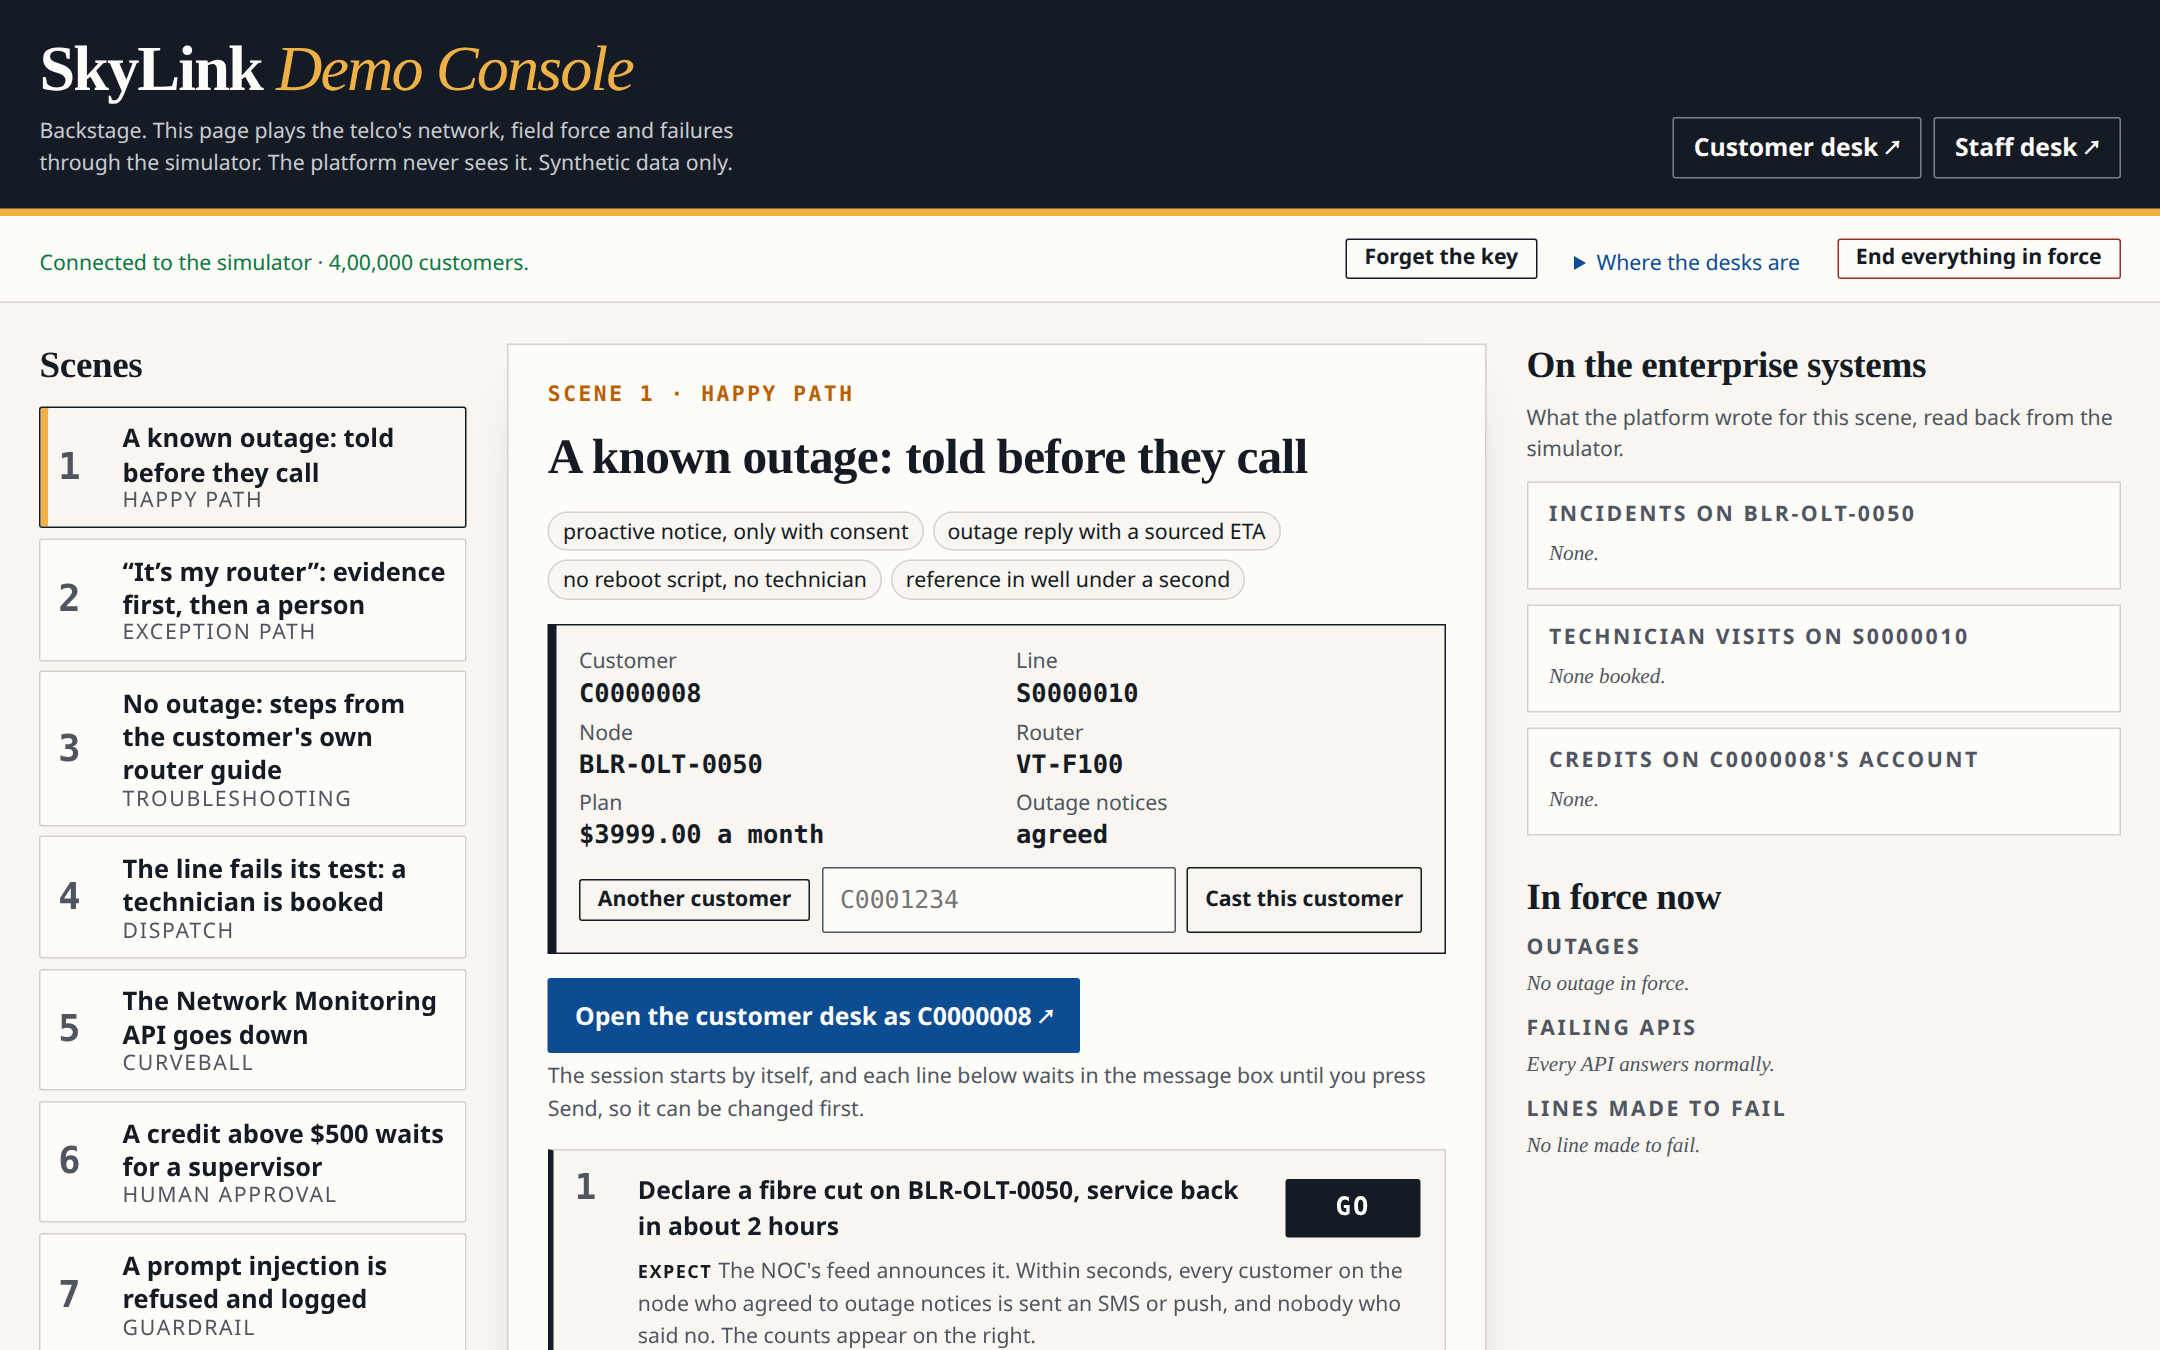 SkyLink Demo Console
Backstage. This page plays the telco's network, field force and failures
through the simulator. The platform never sees it. Synthetic data only.
Customer desk ↗
Staff desk ↗
Connected to the simulator · 4,00,000 customers.
Forget the key
▶ Where the desks are
End everything in force
Scenes
1
A known outage: told
before they call
HAPPY PATH
2
“It’s my router”: evidence
first, then a person
EXCEPTION PATH
3
No outage: steps from
the customer's own
router guide
TROUBLESHOOTING
4
The line fails its test: a
technician is booked
DISPATCH
5
The Network Monitoring
API goes down
CURVEBALL
6
A credit above $500 waits
for a supervisor
HUMAN APPROVAL
7
A prompt injection is
refused and logged
GUARDRAIL
SCENE 1 · HAPPY PATH
A known outage: told before they call
proactive notice, only with consent
outage reply with a sourced ETA
no reboot script, no technician
reference in well under a second
Customer
C0000008
Line
S0000010
Node
BLR-OLT-0050
Router
VT-F100
Plan
$3999.00 a month
Outage notices
agreed
Another customer
C0001234
Cast this customer
Open the customer desk as C0000008 ↗
The session starts by itself, and each line below waits in the message box until you press
Send, so it can be changed first.
1
Declare a fibre cut on BLR-OLT-0050, service back
in about 2 hours
GO
EXPECT The NOC's feed announces it. Within seconds, every customer on the
node who agreed to outage notices is sent an SMS or push, and nobody who
said no. The counts appear on the right.
On the enterprise systems
What the platform wrote for this scene, read back from the
simulator.
INCIDENTS ON BLR-OLT-0050
None.
TECHNICIAN VISITS ON S0000010
None booked.
CREDITS ON C0000008'S ACCOUNT
None.
In force now
OUTAGES
No outage in force.
FAILING APIS
Every API answers normally.
LINES MADE TO FAIL
No line made to fail.